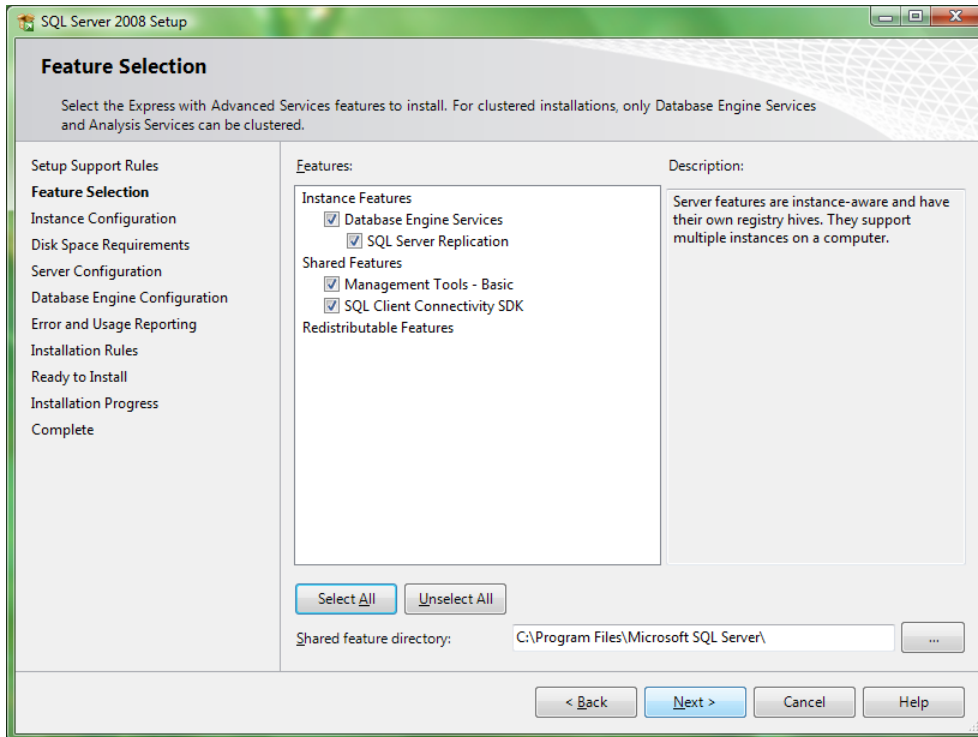 SQL Server 2008 Setup
Feature Selection
Select the Express with Advanced Services features to install. For clustered installations, only Database Engine Services
and Analysis Services can be clustered.
Setup Support Rules
Feature Selection
Instance Configuration
Disk Space Requirements
Server Configuration
Database Engine Configuration
Error and Usage Reporting
Installation Rules
Ready to Install
Installation Progress
Complete
Features:
Instance Features
Database Engine Services
SQL Server Replication
Shared Features
Management Tools - Basic
SQL Client Connectivity SDK
Redistributable Features
Description:
Server features are instance-aware and have
their own registry hives. They support
multiple instances on a computer.
Select All
Unselect All
Shared feature directory:
C:\Program Files\Microsoft SQL Server\
...
< Back
Next >
Cancel
Help